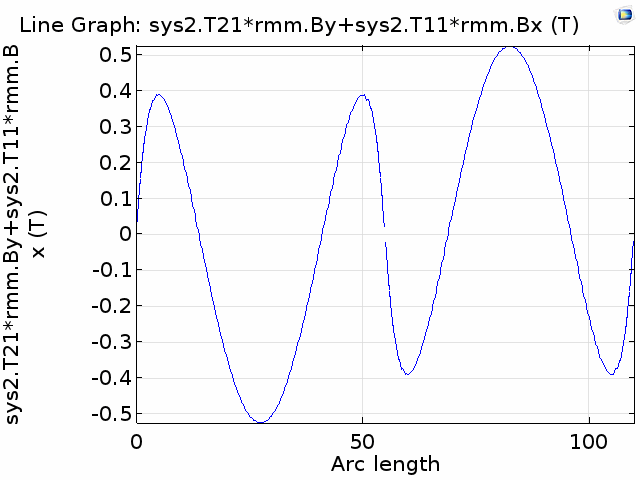 Line Graph: sys2.T21*rmm.By+sys2.T11*rmm.Bx (T)
sys2.T21*rmm.By+sys2.T11*rmm.B
x (T)
0.5
0.4
0.3
0.2
0.1
0
-0.1
-0.2
-0.3
-0.4
-0.5
0 50 100
Arc length